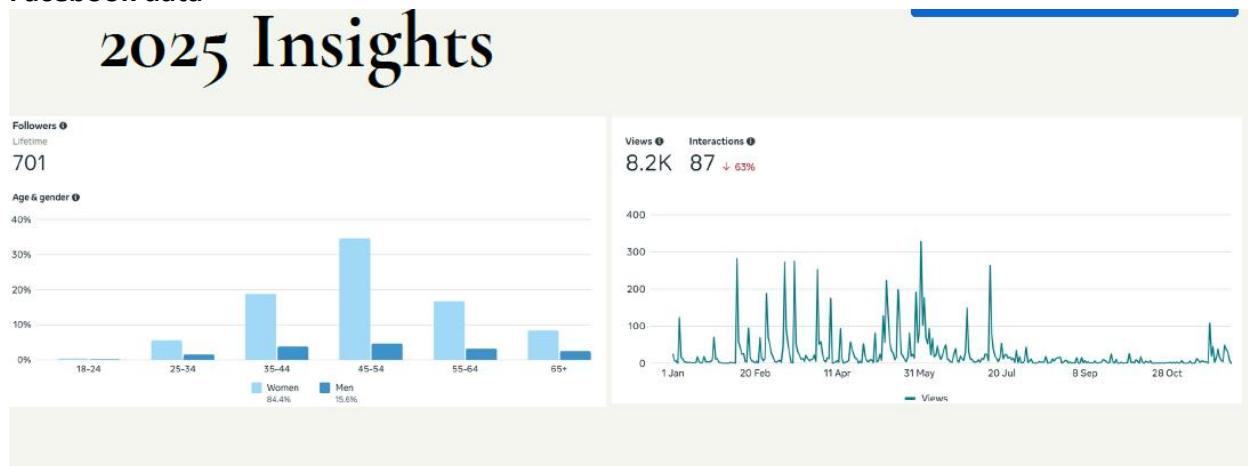 Facebook data
2025 Insights
Followers
Lifetime
701
Age & gender
40%
30%
20%
10%
0%
18-24 25-34 35-44 45-54 55-64 65+
Women Men
84.4% 15.6%
Views Interactions
8.2K 87 ↓ 63%
400
300
200
100
0
1 Jan 20 Feb 11 Apr 31 May 20 Jul 8 Sep 28 Oct
Views